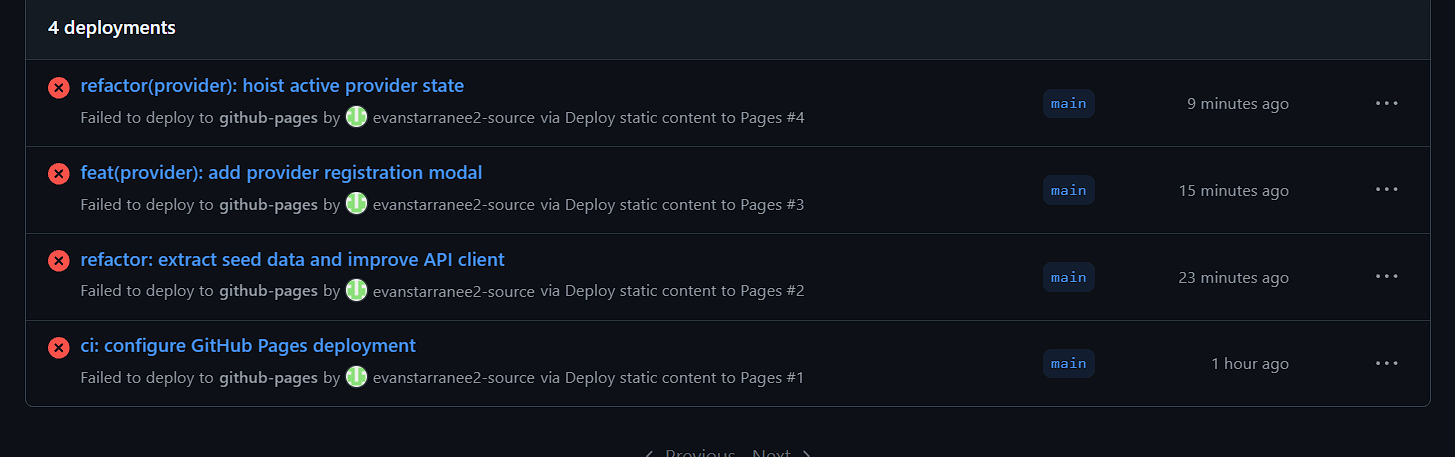 4 deployments
refactor(provider): hoist active provider state
Failed to deploy to github-pages by evanstarranee2-source via Deploy static content to Pages #4
main
9 minutes ago
feat(provider): add provider registration modal
Failed to deploy to github-pages by evanstarranee2-source via Deploy static content to Pages #3
main
15 minutes ago
refactor: extract seed data and improve API client
Failed to deploy to github-pages by evanstarranee2-source via Deploy static content to Pages #2
main
23 minutes ago
ci: configure GitHub Pages deployment
Failed to deploy to github-pages by evanstarranee2-source via Deploy static content to Pages #1
main
1 hour ago
Previous Next